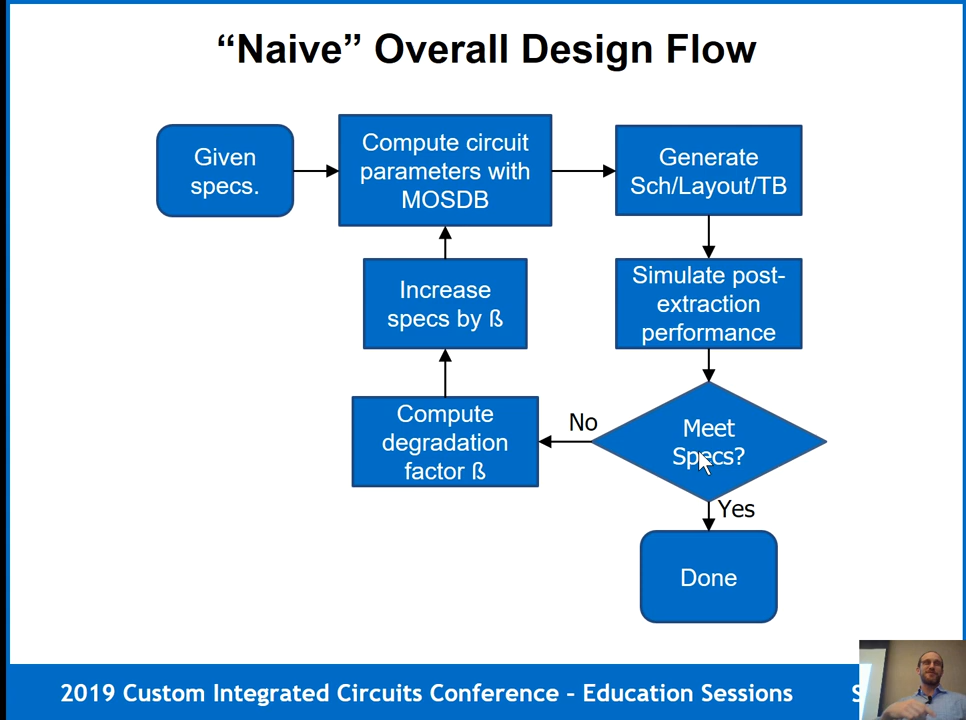 “Naive” Overall Design Flow
Given
specs.
Compute circuit
parameters with
MOSDB
Generate
Sch/Layout/TB
Increase
specs by ß
Simulate post-
extraction
performance
Compute
degradation
factor ß
No
Meet
Specs?
Yes
Done
2019 Custom Integrated Circuits Conference - Education Sessions